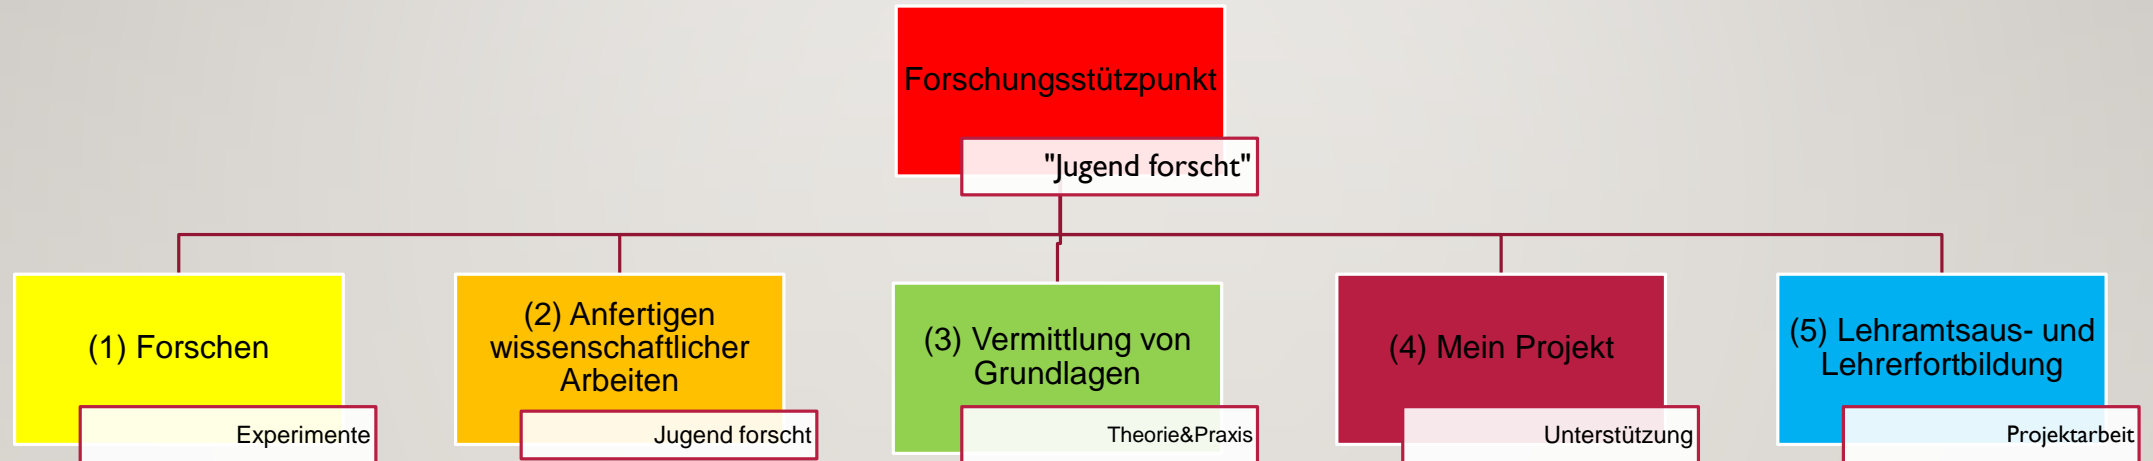 Forschungsstützpunkt
"Jugend forscht"
(1) Forschen
Experimente
(2) Anfertigen
wissenschaftlicher
Arbeiten
Jugend forscht
(3) Vermittlung von
Grundlagen
Theorie&Praxis
(4) Mein Projekt
Unterstützung
(5) Lehramtsaus- und
Lehrerfortbildung
Projektarbeit